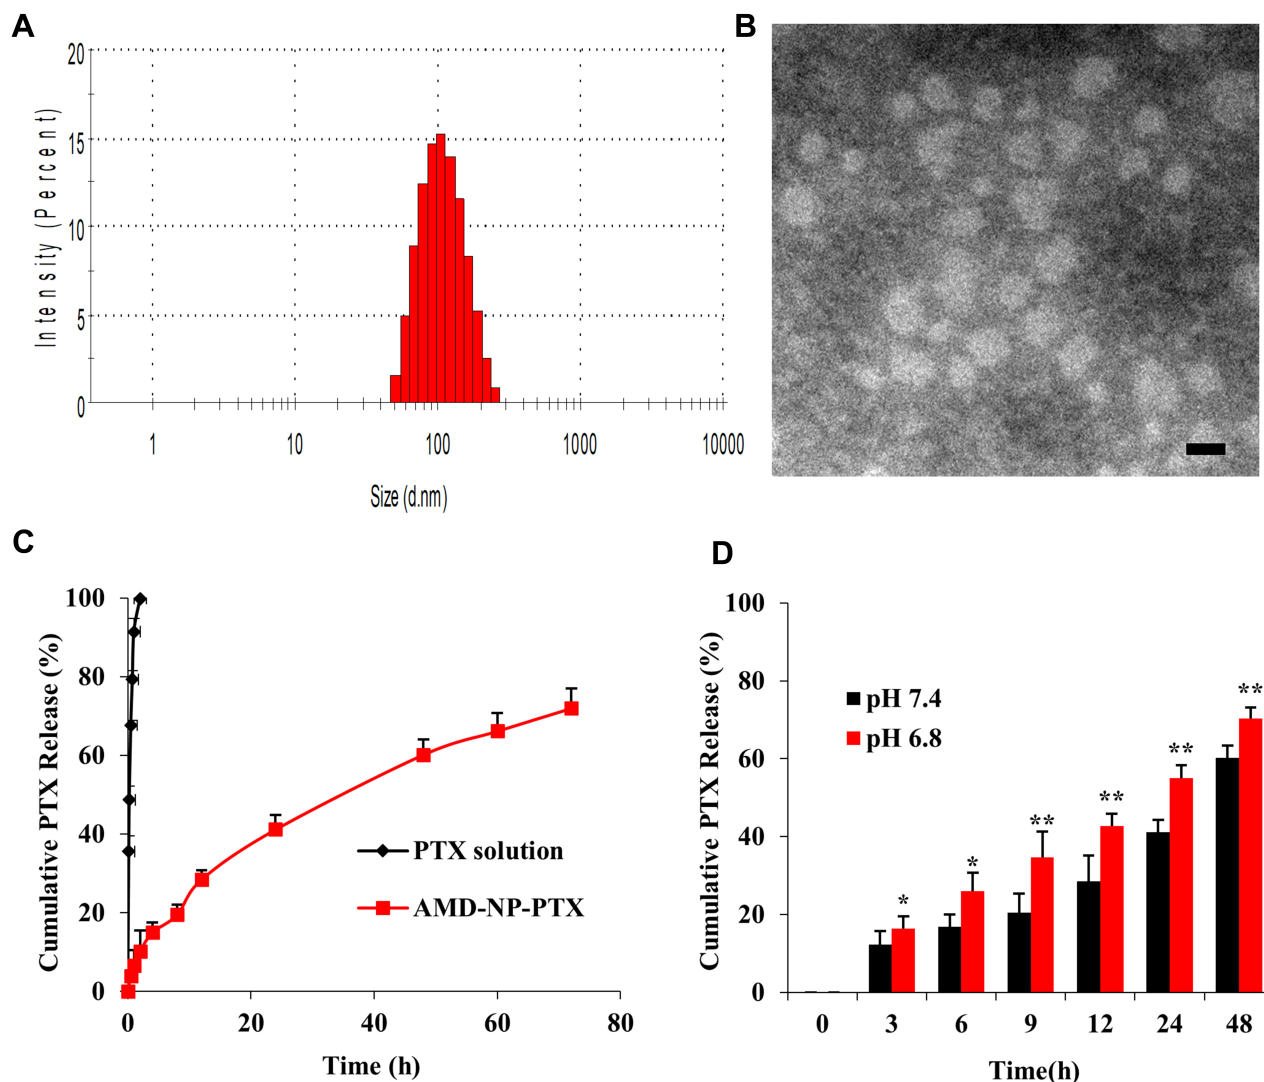 A
20
15
10
5
0
Intensity (Percent)
1 10 100 1000 10000
Size (d.nm)
B
C
100
80
60
40
20
0
Cumulative PTX Release (%)
PTX solution
AMD-NP-PTX
0 20 40 60 80
Time (h)
D
100
80
60
40
20
0
Cumulative PTX Release (%)
pH 7.4
pH 6.8
* * ** ** ** **
0 3 6 9 12 24 48
Time(h)